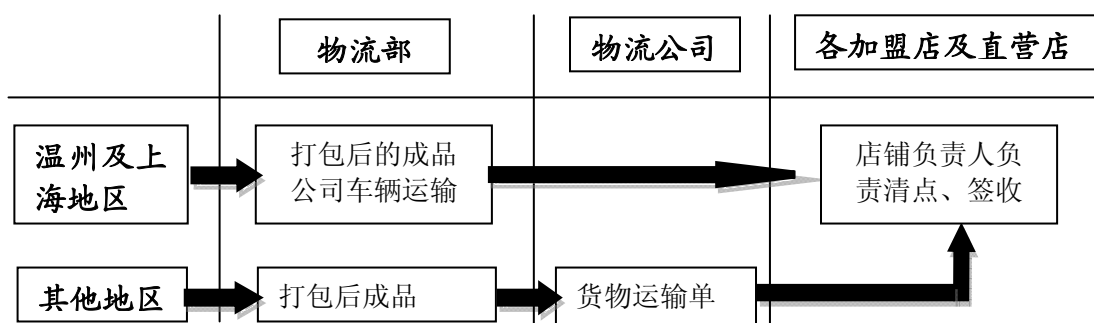 物流部
物流公司
各加盟店及直营店
温州及上
海地区
打包后的成品
公司车辆运输
店铺负责人负
责清点、签收
其他地区
打包后成品
货物运输单